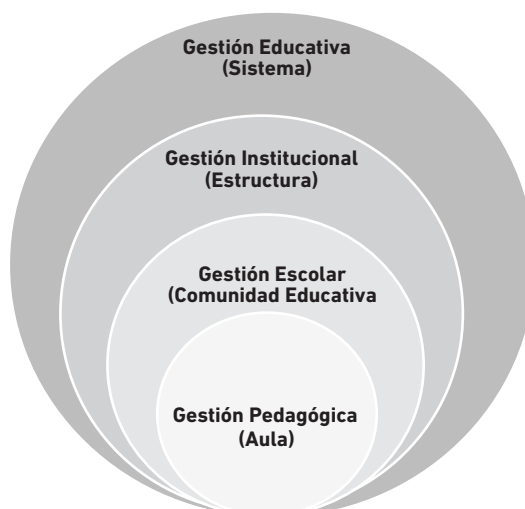 Gestión Educativa
(Sistema)
Gestión Institucional
(Estructura)
Gestión Escolar
(Comunidad Educativa
Gestión Pedagógica
(Aula)